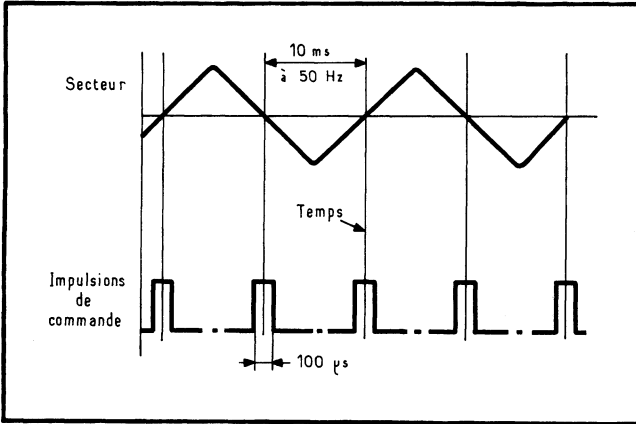 10 ms
à 50 Hz
Secteur
Temps
Impulsions
de
commande
100 µs